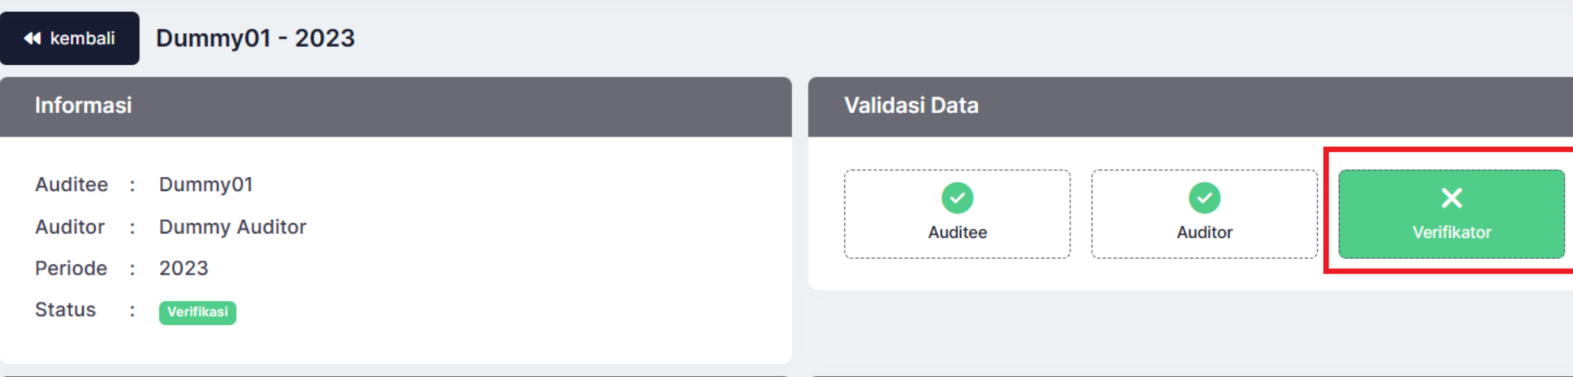 kembali
Dummy01 - 2023
Informasi
Auditee : Dummy01
Auditor : Dummy Auditor
Periode : 2023
Status : Verifikasi
Validasi Data
Auditee
Auditor
Verifikator